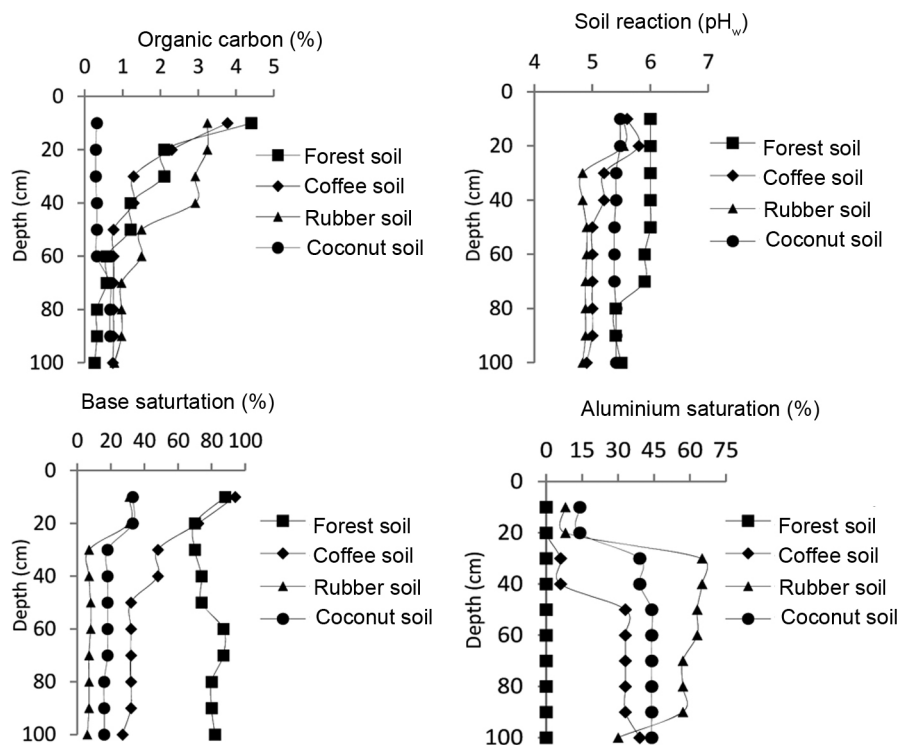 Organic carbon (%)
0 1 2 3 4 5
0
20
40
60
80
100
Depth (cm)
Forest soil
Coffee soil
Rubber soil
Coconut soil
Soil reaction (pHw)
4 5 6 7
0
20
40
60
80
100
Depth (cm)
Forest soil
Coffee soil
Rubber soil
Coconut soil
Base saturtation (%)
0 20 40 60 80 100
0
20
40
60
80
100
Depth (cm)
Forest soil
Coffee soil
Rubber soil
Coconut soil
Aluminium saturation (%)
0 15 30 45 60 75
0
20
40
60
80
100
Depth (cm)
Forest soil
Coffee soil
Rubber soil
Coconut soil